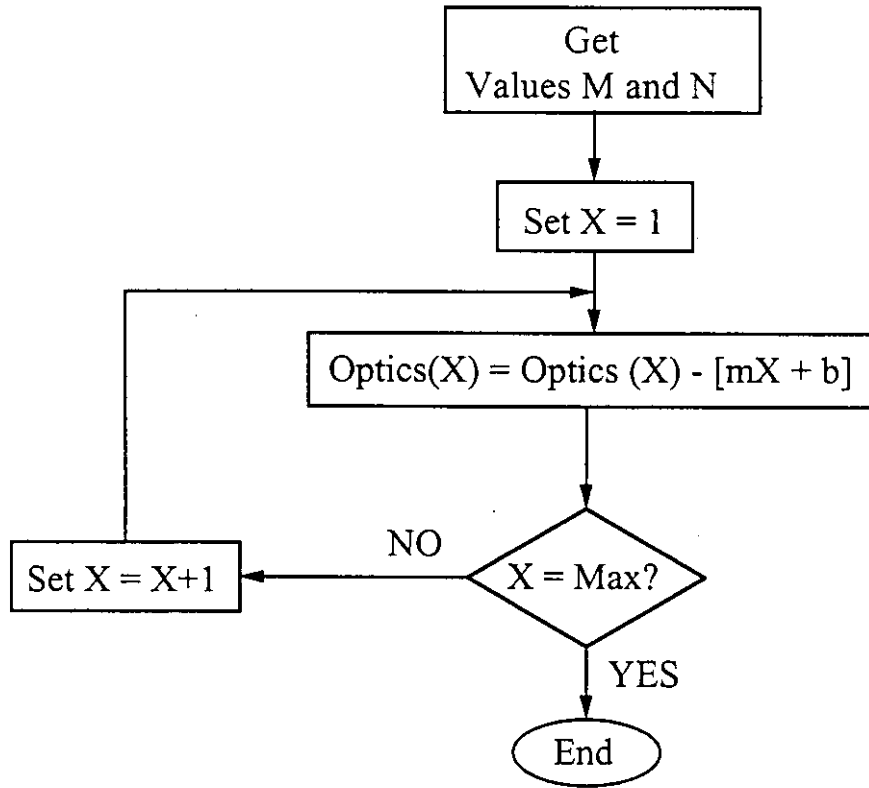 Get
Values M and N
Set X = 1
Optics(X) = Optics (X) - [mX + b]
NO
Set X = X+1
X = Max?
YES
End